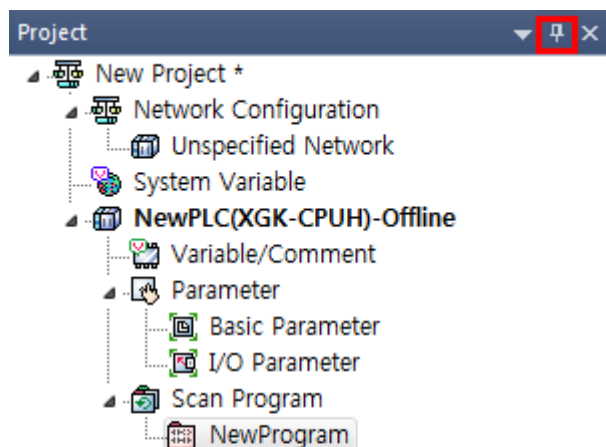 Project
New Project *
Network Configuration
Unspecified Network
System Variable
NewPLC(XGK-CPUH)-Offline
Variable/Comment
Parameter
Basic Parameter
I/O Parameter
Scan Program
NewProgram